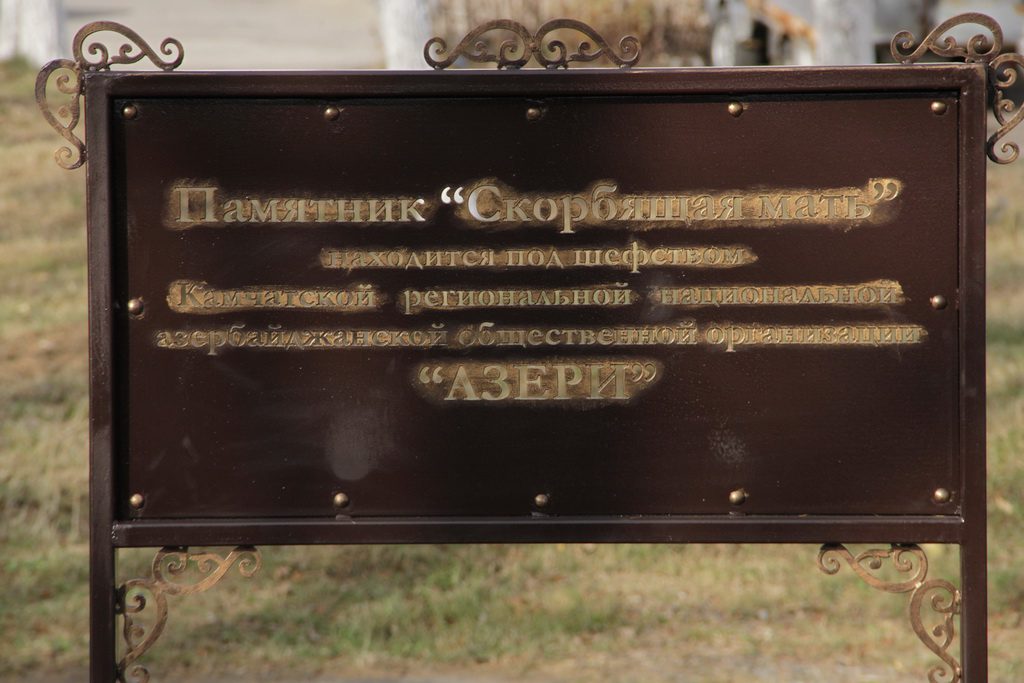 Памятник “Скорбящая мать”
находится под шефством
Камчатской региональной национальной
азербайджанской общественной организации
“АЗЕРИ”